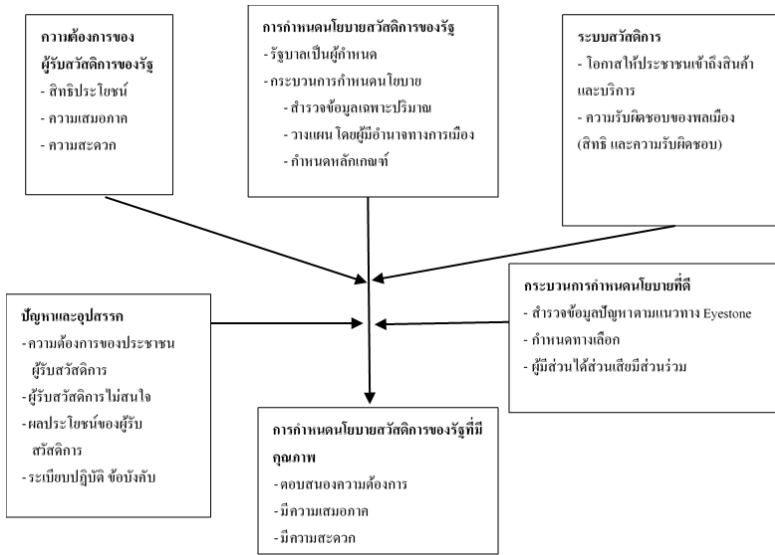 ความต้องการของ
ผู้รับสวัสดิการของรัฐ
- สิทธิประโยชน์
- ความเสมอภาค
- ความสะดวก
การกำหนดนโยบายสวัสดิการของรัฐ
- รัฐบาลเป็นผู้กำหนด
- กระบวนการกำหนดนโยบาย
- สำรวจข้อมูลเฉพาะปริมาณ
- วางแผน โดยผู้มีอำนาจทางการเมือง
- กำหนดหลักเกณฑ์
ระบบสวัสดิการ
- โอกาสให้ประชาชนเข้าถึงสินค้า
และบริการ
- ความรับผิดชอบของพลเมือง
(สิทธิ และความรับผิดชอบ)
ปัญหาและอุปสรรค
- ความต้องการของประชาชน
ผู้รับสวัสดิการ
- ผู้รับสวัสดิการไม่สนใจ
- ผลประโยชน์ของผู้รับ
สวัสดิการ
- ระเบียบปฎิบัติ ข้อบังคับ
กระบวนการกำหนดนโยบายที่ดี
- สำรวจข้อมูลปัญหาตามแนวทาง Eyestone
- กำหนดทางเลือก
- ผู้มีส่วนได้ส่วนเสียมีส่วนร่วม
การกำหนดนโยบายสวัสดิการของรัฐที่มี
คุณภาพ
- ตอบสนองความต้องการ
- มีความเสมอภาค
- มีความสะดวก